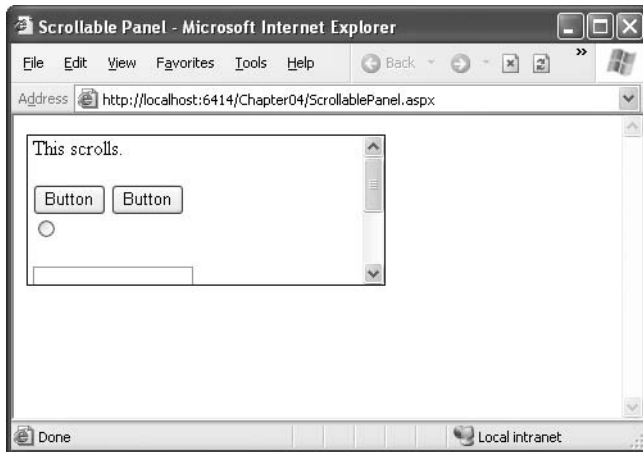 Scrollable Panel - Microsoft Internet Explorer
File Edit View Favorites Tools Help Back »
Address http://localhost:6414/Chapter04/ScrollablePanel.aspx
This scrolls.
Button Button
Done Local intranet